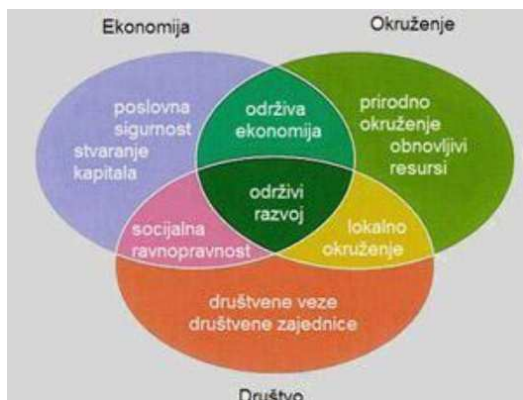 Ekonomija
Okruženje
poslovna
sigurnost
stvaranje
kapitala
održiva
ekonomija
prirodno
okruženje
obnovljivi
resursi
održivi
razvoj
socijalna
ravnopravnost
lokalno
okruženje
društvene veze
društvene zajednice
Društvo